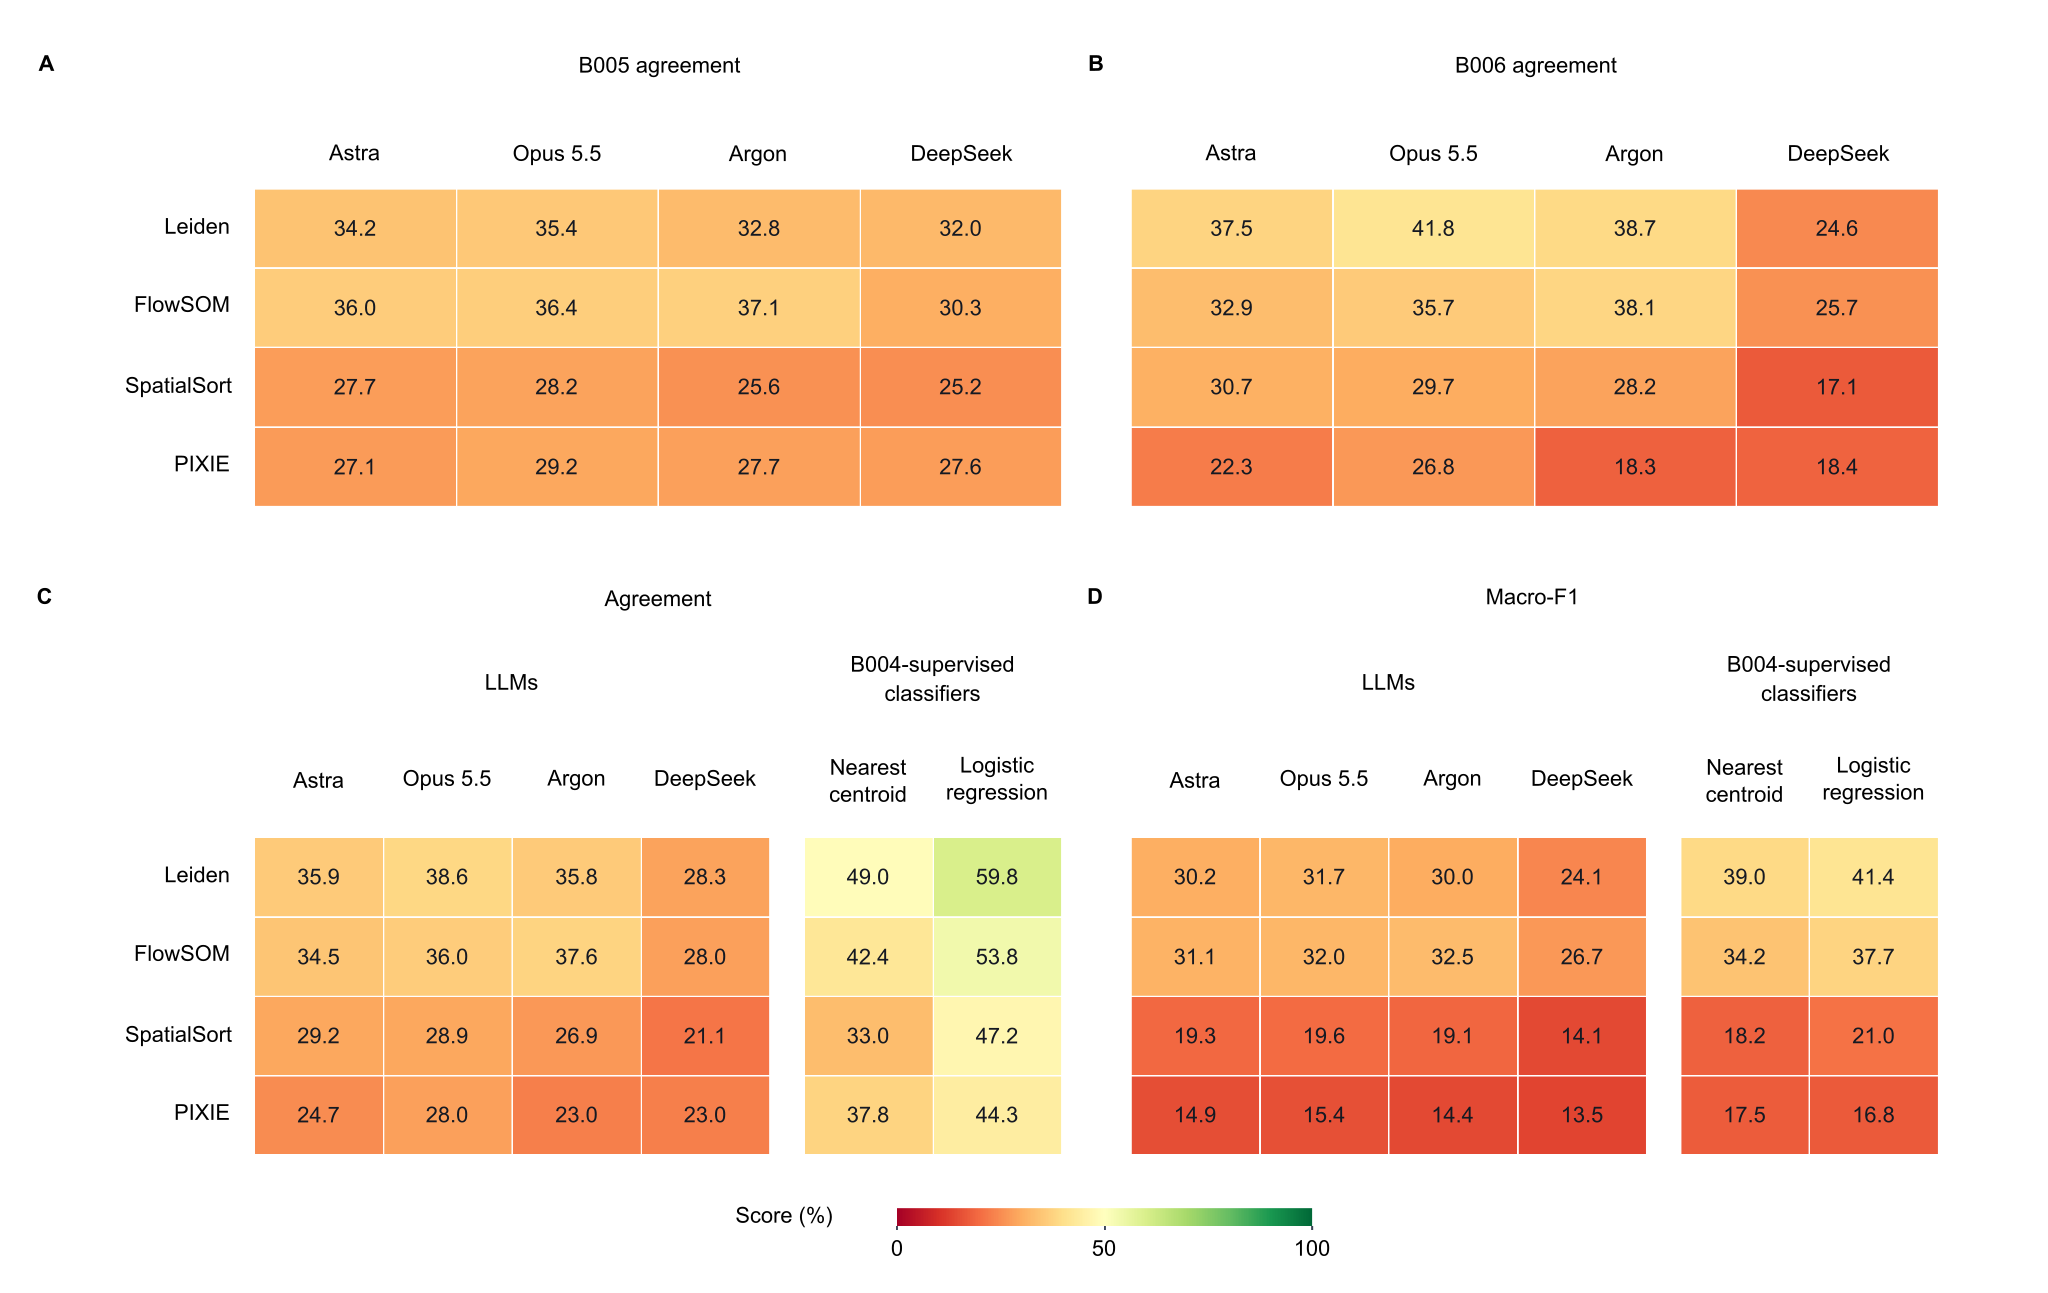 A
B005 agreement
Astra Opus 5.5 Argon DeepSeek
Leiden 34.2 35.4 32.8 32.0
FlowSOM 36.0 36.4 37.1 30.3
SpatialSort 27.7 28.2 25.6 25.2
PIXIE 27.1 29.2 27.7 27.6
B
B006 agreement
Astra Opus 5.5 Argon DeepSeek
37.5 41.8 38.7 24.6
32.9 35.7 38.1 25.7
30.7 29.7 28.2 17.1
22.3 26.8 18.3 18.4
C
Agreement
LLMs
B004-supervised
classifiers
Astra Opus 5.5 Argon DeepSeek
Nearest
centroid
Logistic
regression
Leiden 35.9 38.6 35.8 28.3 49.0 59.8
FlowSOM 34.5 36.0 37.6 28.0 42.4 53.8
SpatialSort 29.2 28.9 26.9 21.1 33.0 47.2
PIXIE 24.7 28.0 23.0 23.0 37.8 44.3
D
Macro-F1
LLMs
B004-supervised
classifiers
Astra Opus 5.5 Argon DeepSeek
Nearest
centroid
Logistic
regression
30.2 31.7 30.0 24.1 39.0 41.4
31.1 32.0 32.5 26.7 34.2 37.7
19.3 19.6 19.1 14.1 18.2 21.0
14.9 15.4 14.4 13.5 17.5 16.8
Score (%)
0 50 100